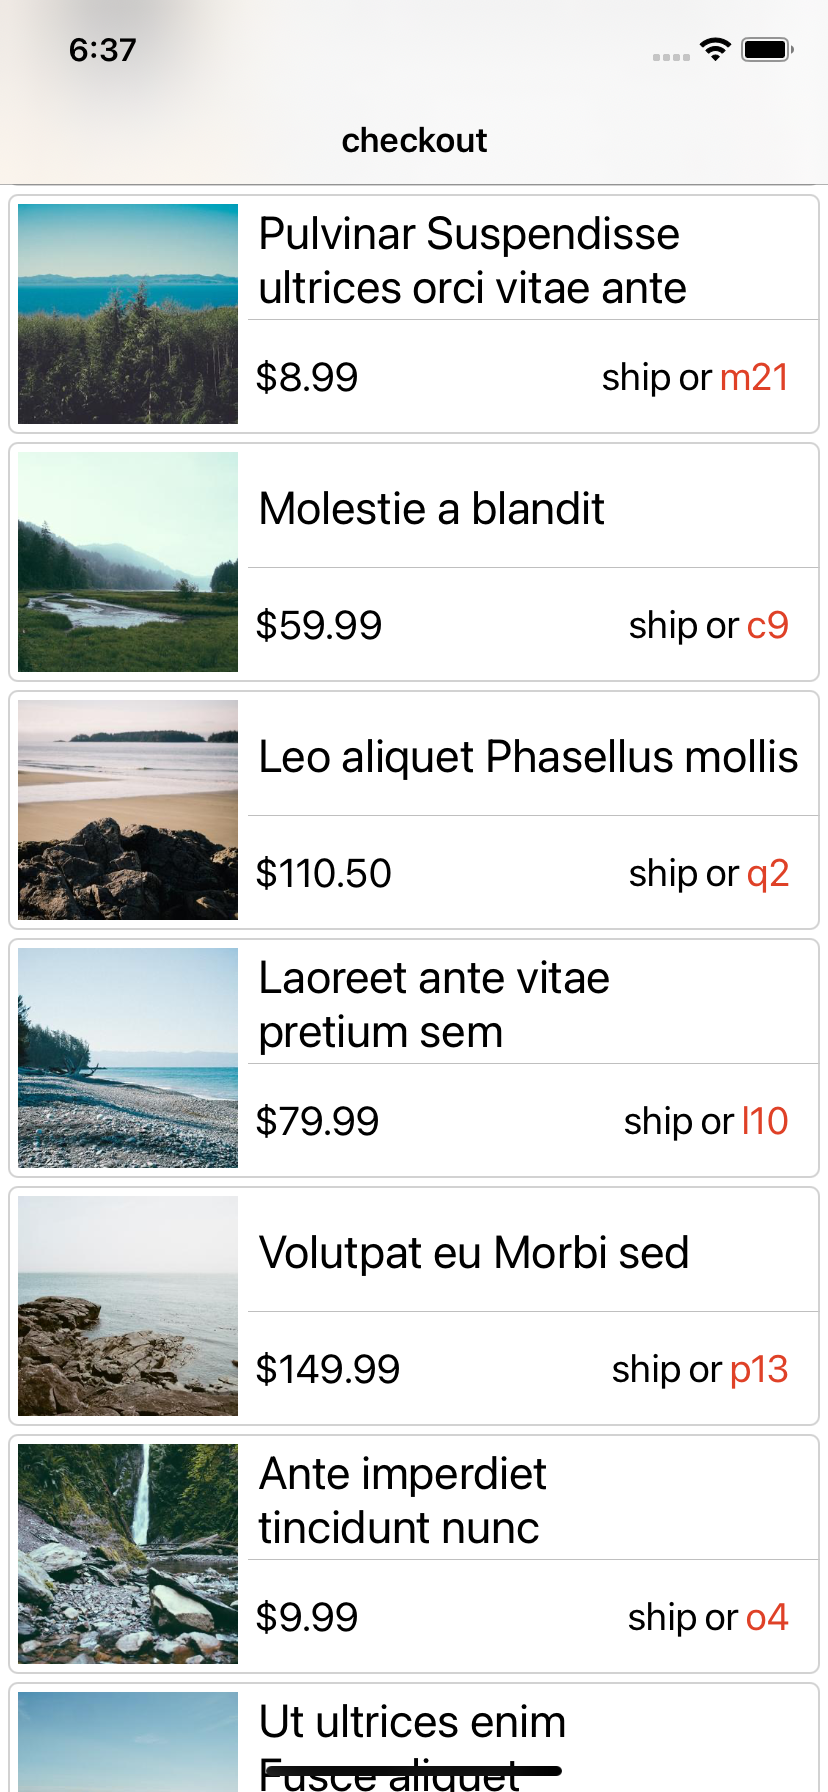 6:37
checkout
Pulvinar Suspendisse
ultrices orci vitae ante
$8.99 ship or m21
Molestie a blandit
$59.99 ship or c9
Leo aliquet Phasellus mollis
$110.50 ship or q2
Laoreet ante vitae
pretium sem
$79.99 ship or l10
Volutpat eu Morbi sed
$149.99 ship or p13
Ante imperdiet
tincidunt nunc
$9.99 ship or o4
Ut ultrices enim
Fusce aliquet